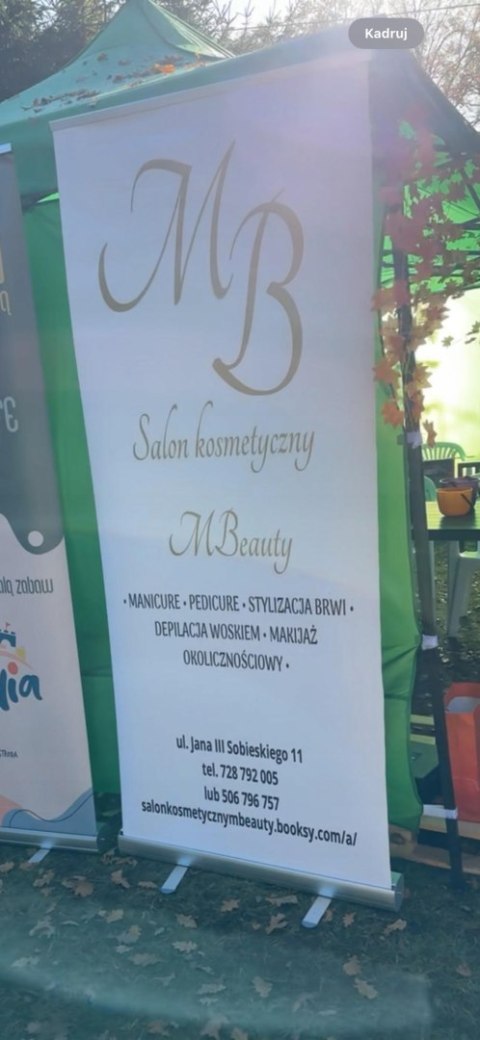 Kadruj
MB
Salon kosmetyczny
MBeauty
• MANICURE • PEDICURE • STYLIZACJA BRWI •
DEPILACJA WOSKIEM • MAKIJAŻ
OKOLICZNOŚCIOWY •
ul. Jana III Sobieskiego 11
tel. 728 792 005
lub 506 796 757
salonkosmetycznymbeauty.booksy.com/a/
zabaw